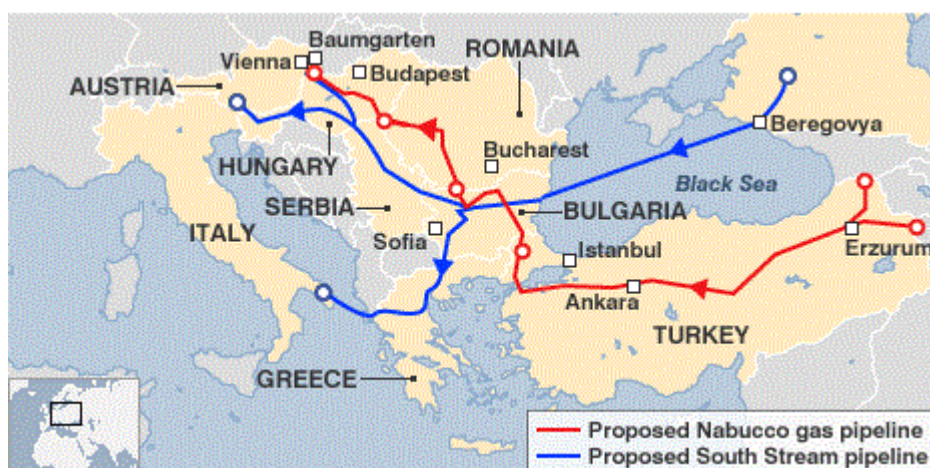 Baumgarten
Vienna
ROMANIA
Budapest
AUSTRIA
Beregovya
HUNGARY
Bucharest
Black Sea
SERBIA
BULGARIA
ITALY
Sofia
Istanbul
Erzurum
Ankara
TURKEY
GREECE
Proposed Nabucco gas pipeline
Proposed South Stream pipeline